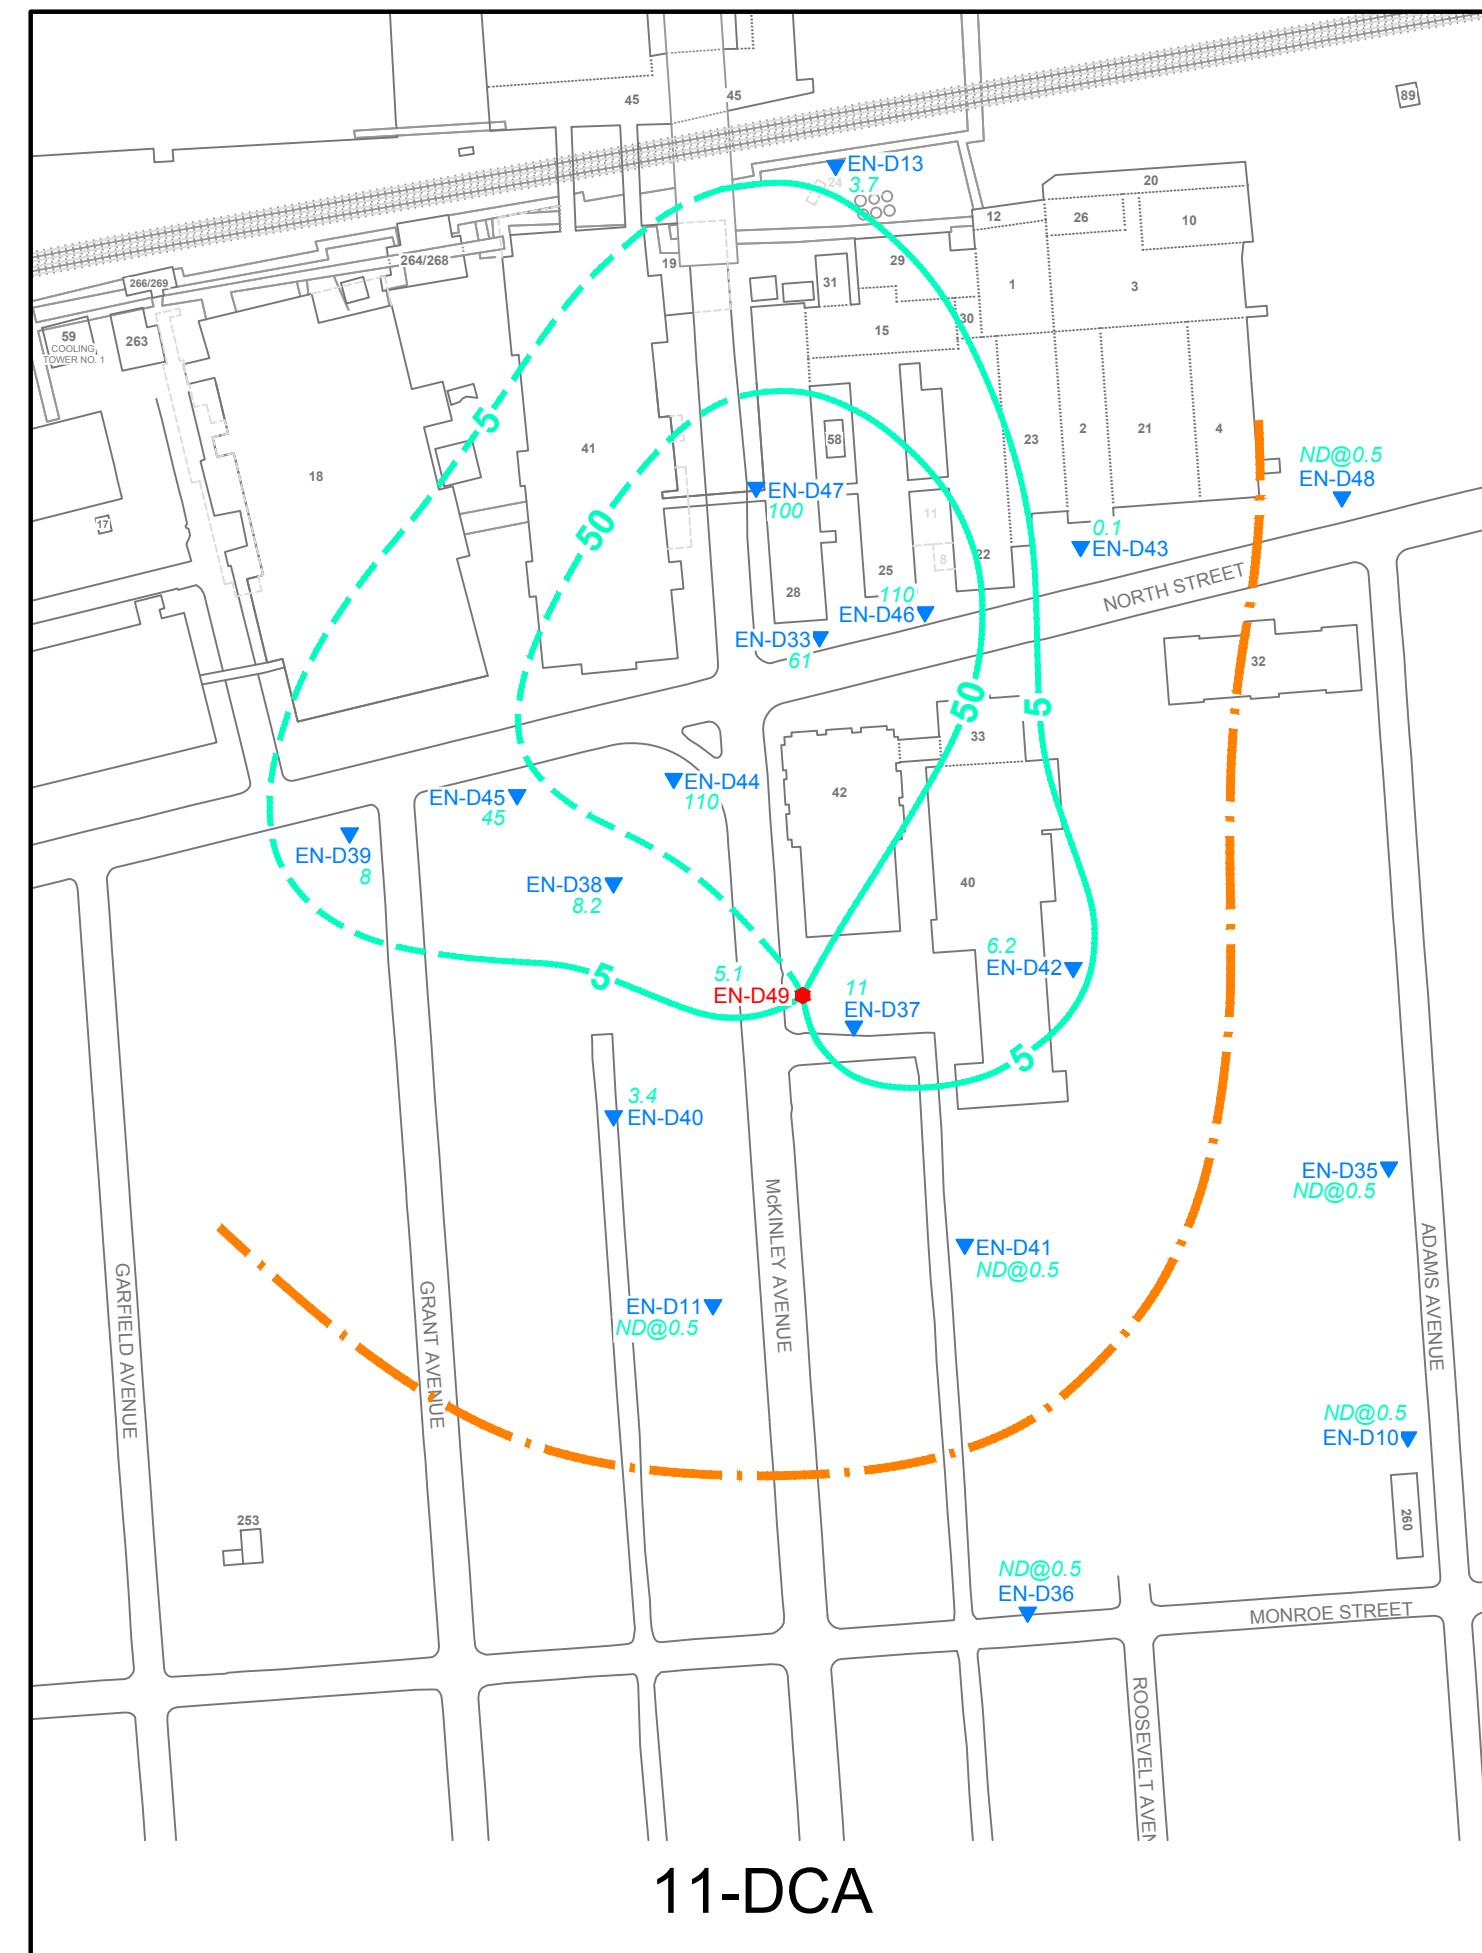 45
45
89
EN-D13
24
3.7
20
12
26
10
29
264/268
19
266/269
31
1
3
30
15
59
COOLING
TOWER NO. 1
263
5
58
23
2
21
4
41
18
ND@0.5
EN-D48
EN-D47
100
50
17
11
0.1
EN-D43
22
8
25
28
110
EN-D46
NORTH STREET
EN-D33
61
32
50
5
33
EN-D44
110
42
EN-D45
45
EN-D39
8
EN-D38
8.2
40
6.2
EN-D42
5
5.1
EN-D49
11
EN-D37
5
3.4
EN-D40
EN-D35
ND@0.5
McKINLEY AVENUE
EN-D41
ND@0.5
ADAMS AVENUE
GARFIELD AVENUE
GRANT AVENUE
EN-D11
ND@0.5
ND@0.5
EN-D10
253
260
ND@0.5
EN-D36
MONROE STREET
ROOSEVELT AVEN
11-DCA